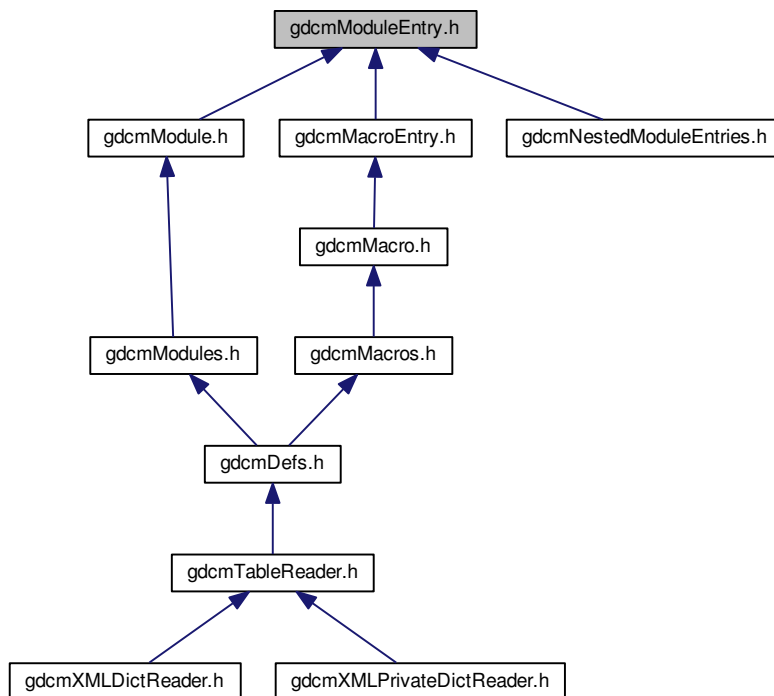 gdcmModuleEntry.h
gdcmModule.h
gdcmMacroEntry.h
gdcmNestedModuleEntries.h
gdcmMacro.h
gdcmModules.h
gdcmMacros.h
gdcmDefs.h
gdcmTableReader.h
gdcmXMLDictReader.h
gdcmXMLPrivateDictReader.h